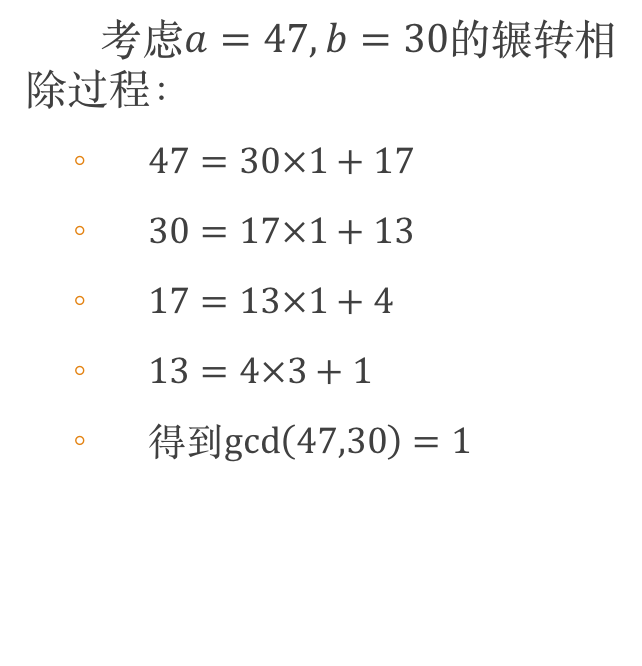 考虑a = 47, b = 30的辗转相
除过程：
◦ 47 = 30×1 + 17
◦ 30 = 17×1 + 13
◦ 17 = 13×1 + 4
◦ 13 = 4×3 + 1
◦ 得到gcd(47,30) = 1